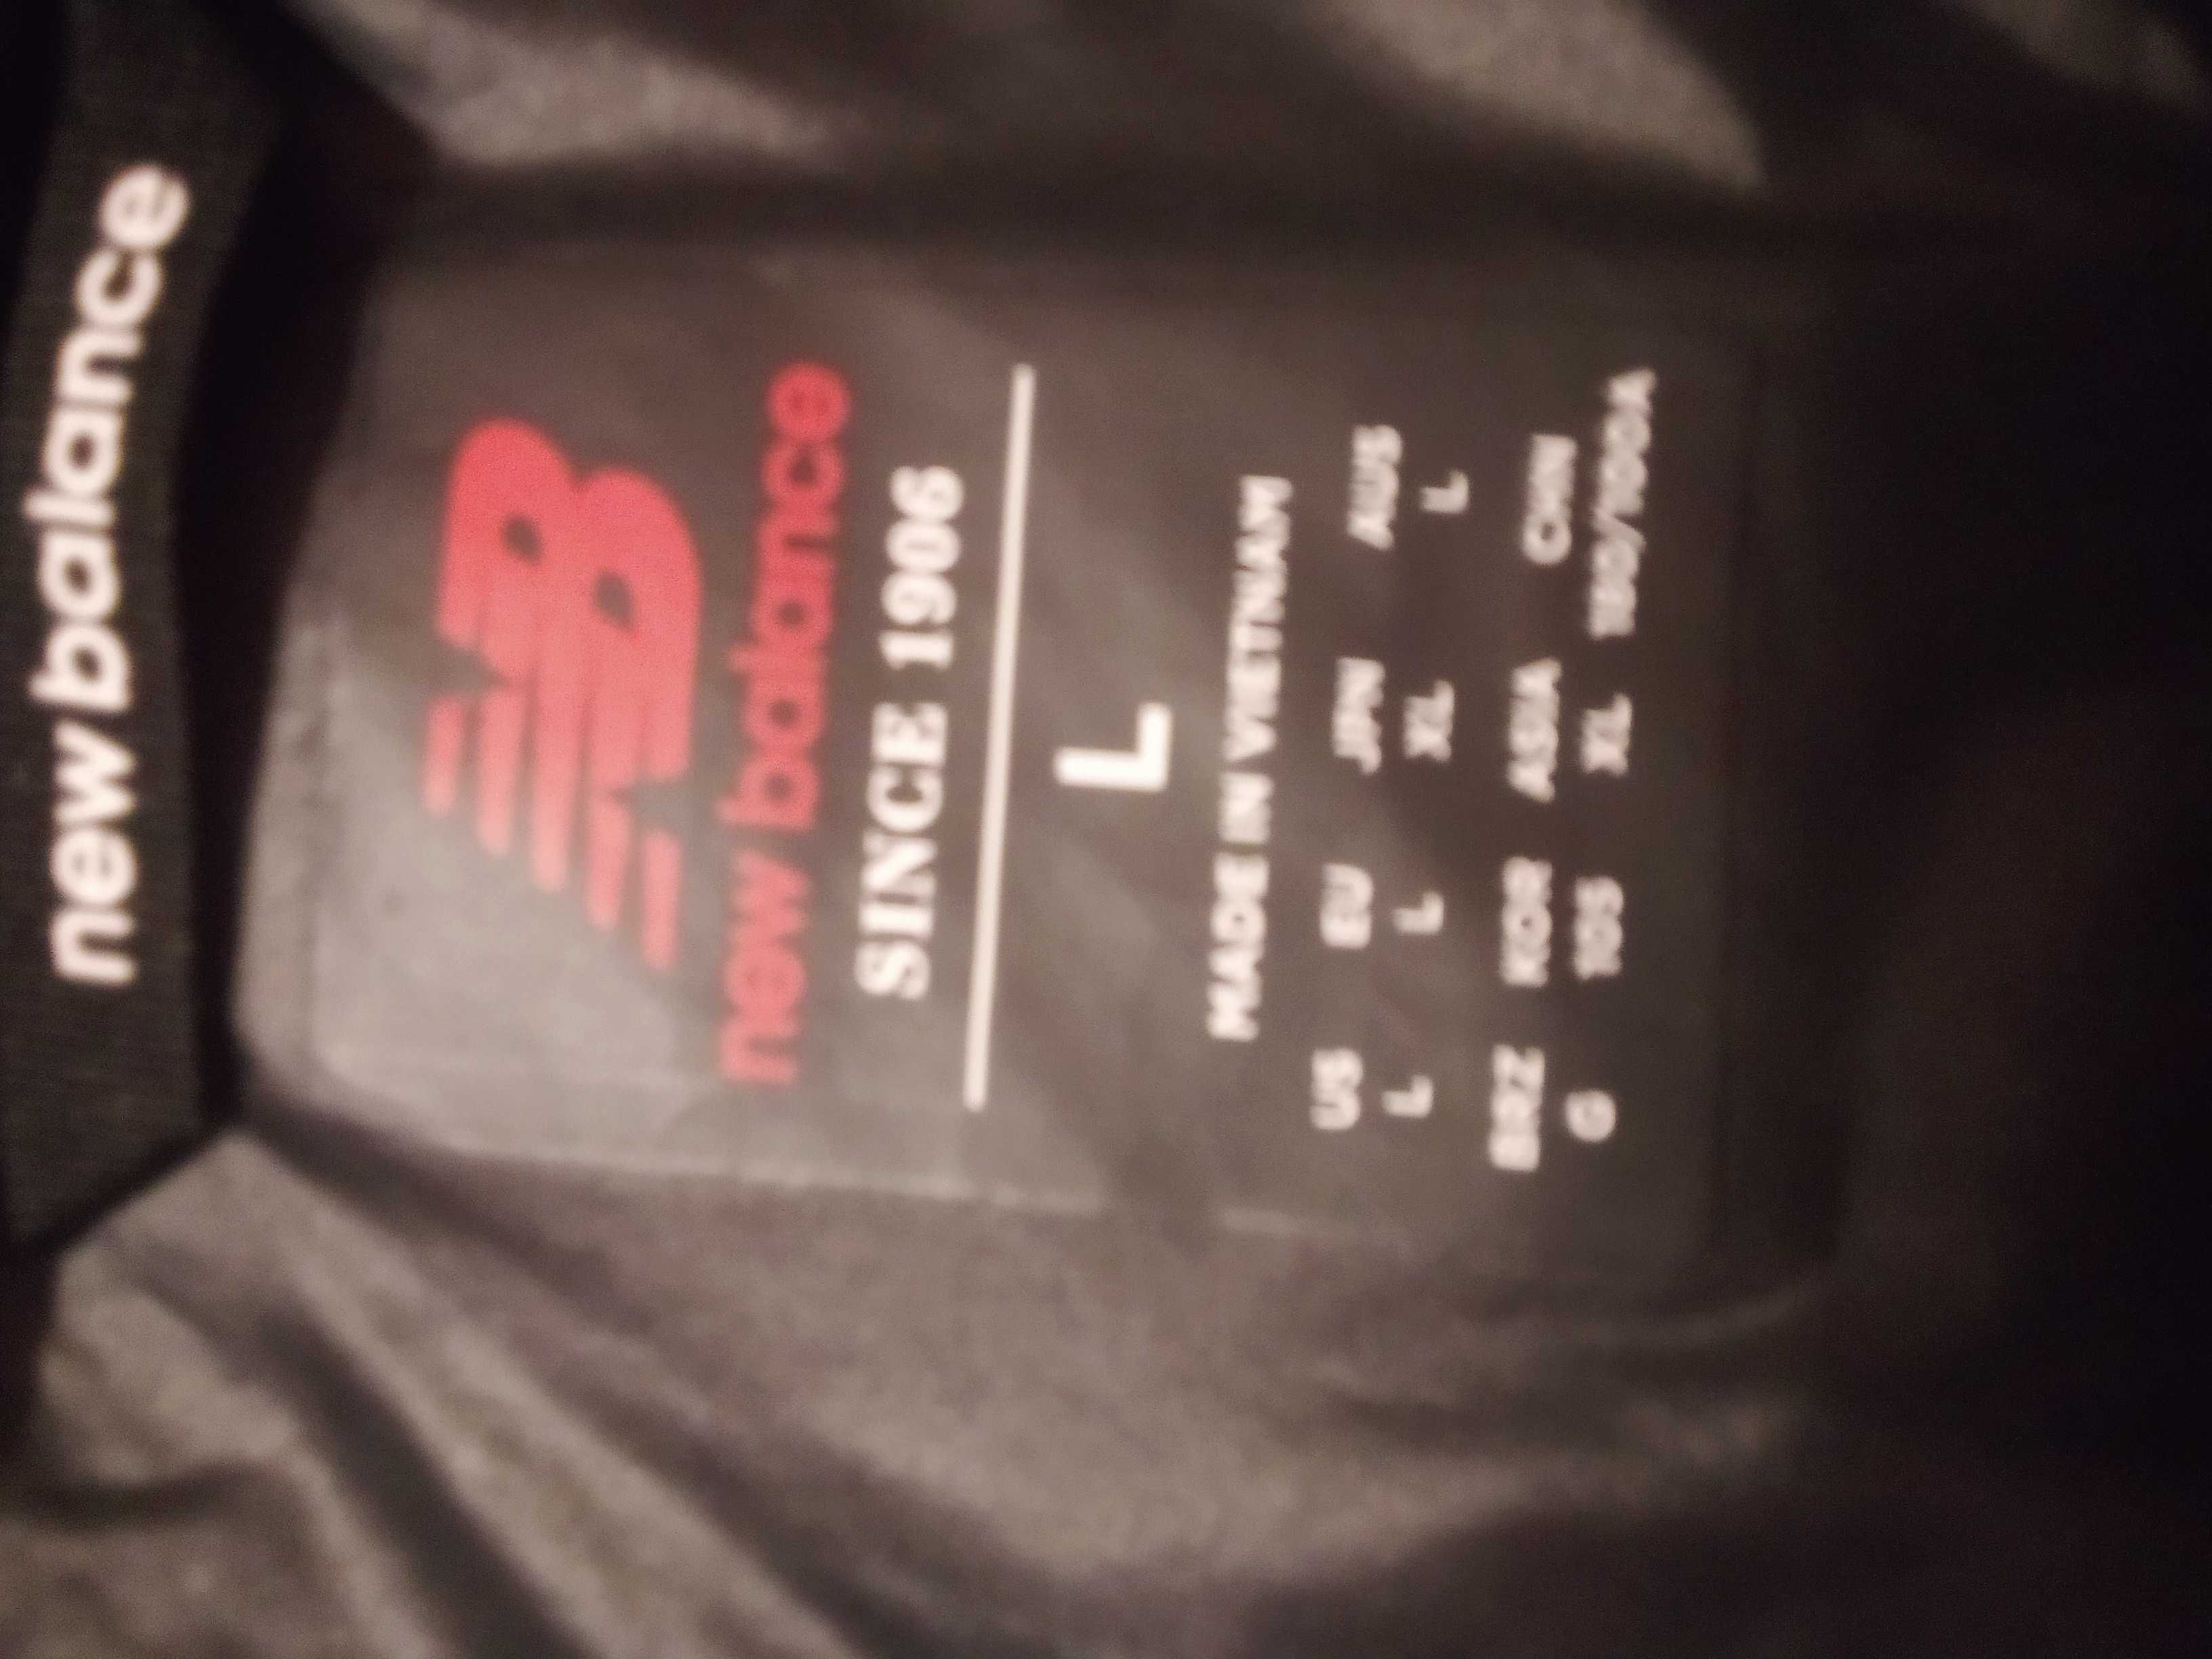 new balance
new balance
SINCE 1906
L
MADE IN VIETNAM
US EU JPN AUS
L L XL L
BRZ KOR ASIA CHN
G 105 XL 180/100A